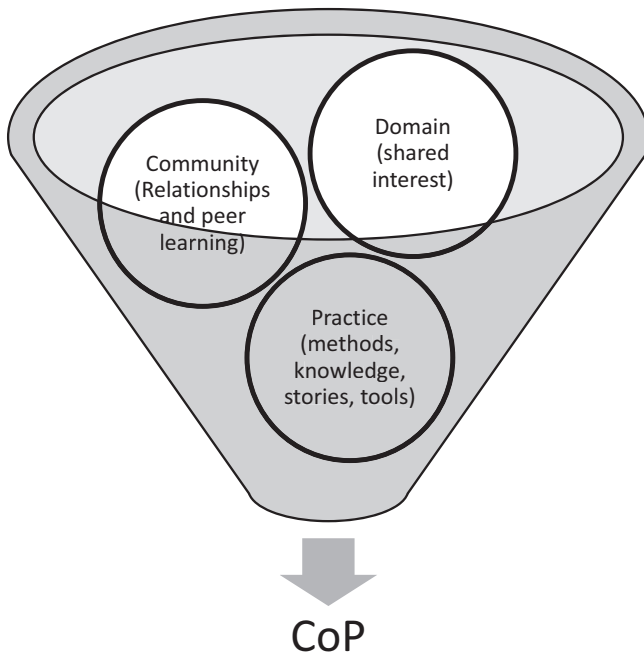 Domain
(shared
interest)
Community
(Relationships
and peer
learning)
Practice
(methods,
knowledge,
stories, tools)
CoP